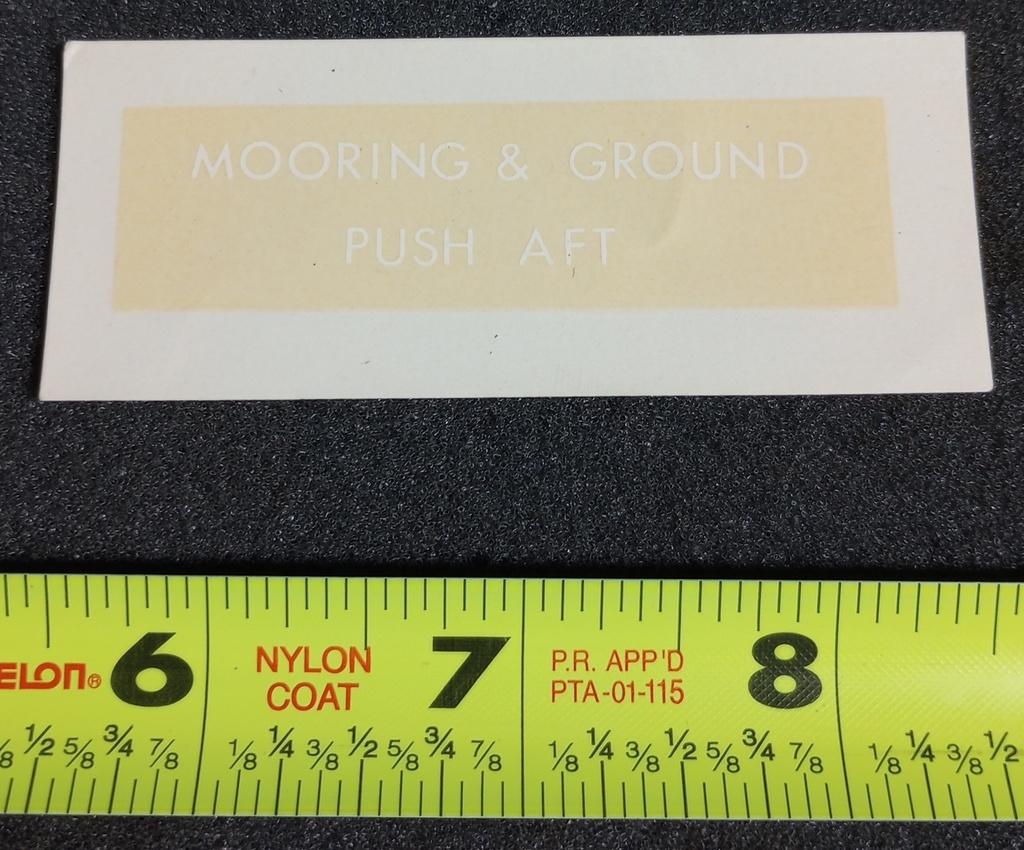 MOORING & GROUND
PUSH AFT
6 NYLON COAT 7 P.R. APP'D PTA-01-115 8
1/2 5/8 3/4 7/8 1/8 1/4 3/8 1/2 5/8 3/4 7/8 1/8 1/4 3/8 1/2 5/8 3/4 7/8 1/8 1/4 3/8 1/2